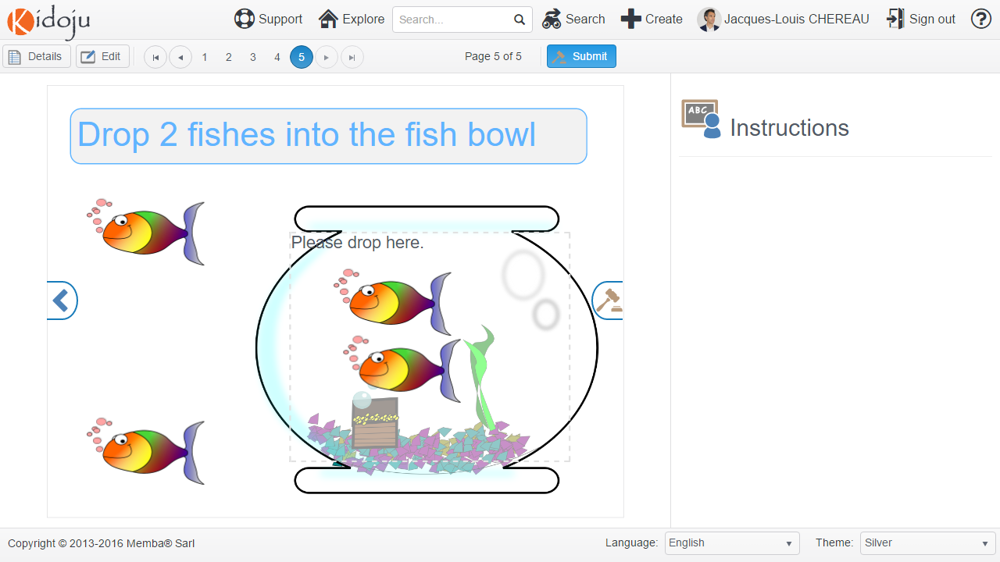 Kidoju
Support Explore Search... Search Create Jacques-Louis CHEREAU Sign out
Details Edit 1 2 3 4 5 Page 5 of 5 Submit
Drop 2 fishes into the fish bowl
ABC
Instructions
Please drop here.
Copyright © 2013-2016 Memba® Sarl Language: English Theme: Silver